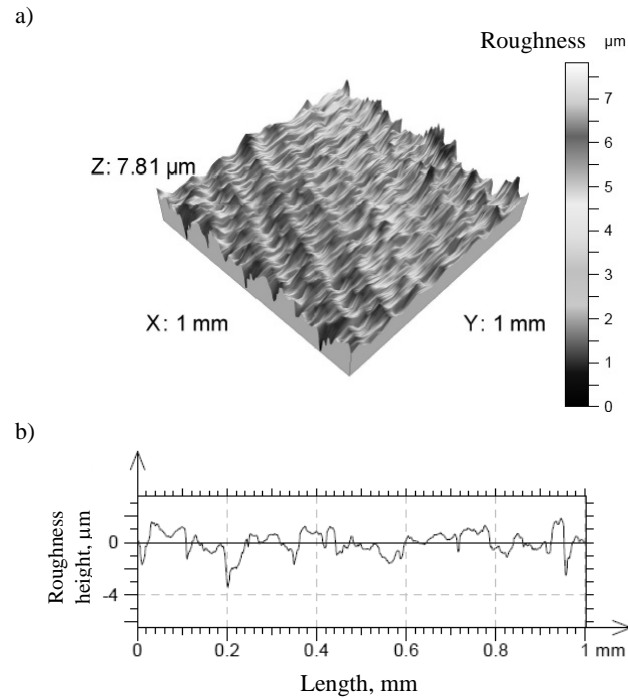 a)
Roughness µm
7
6
5
4
3
2
1
0
Z: 7.81 µm
X: 1 mm
Y: 1 mm
b)
Roughness
height, µm
0
-4
0 0.2 0.4 0.6 0.8 1 mm
Length, mm